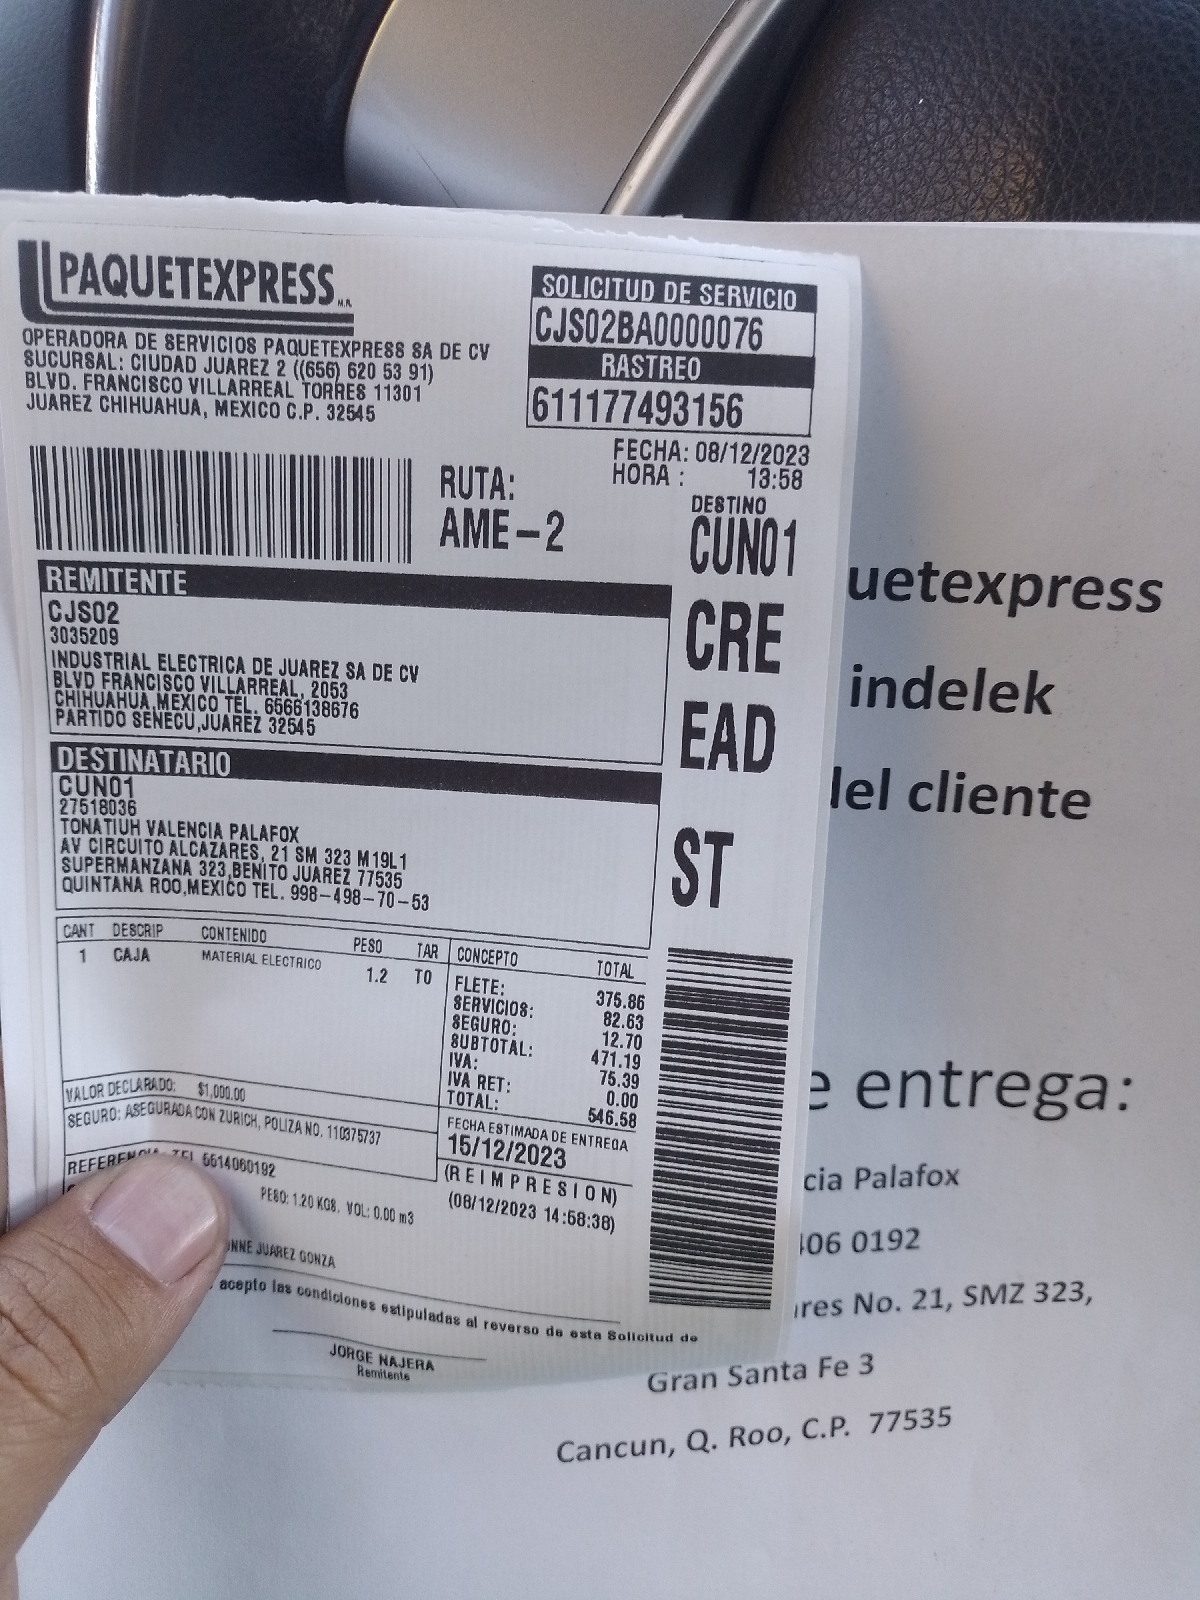 PAQUETEXPRESS M.R.
OPERADORA DE SERVICIOS PAQUETEXPRESS SA DE CV
SUCURSAL: CIUDAD JUAREZ 2 ((656) 620 53 91)
BLVD. FRANCISCO VILLARREAL TORRES 11301
JUAREZ CHIHUAHUA, MEXICO C.P. 32545
SOLICITUD DE SERVICIO
CJS02BA0000076
RASTREO
611177493156
FECHA: 08/12/2023
HORA : 13:58
RUTA:
AME-2
DESTINO
CUN01
CRE
EAD
ST
REMITENTE
CJS02
3035209
INDUSTRIAL ELECTRICA DE JUAREZ SA DE CV
BLVD FRANCISCO VILLARREAL, 2053
CHIHUAHUA,MEXICO TEL. 6566138676
PARTIDO SENECU,JUAREZ 32545
DESTINATARIO
CUN01
27518036
TONATIUH VALENCIA PALAFOX
AV CIRCUITO ALCAZARES, 21 SM 323 M19L1
SUPERMANZANA 323,BENITO JUAREZ 77535
QUINTANA ROO,MEXICO TEL. 998-498-70-53
CANT DESCRIP CONTENIDO PESO TAR
1 CAJA MATERIAL ELECTRICO 1.2 T0
CONCEPTO TOTAL
FLETE: 375.86
SERVICIOS: 82.63
SEGURO: 12.70
SUBTOTAL: 471.19
IVA: 75.39
IVA RET: 0.00
TOTAL: 546.58
VALOR DECLARADO: $1,000.00
SEGURO: ASEGURADA CON ZURICH, POLIZA NO. 110375737
FECHA ESTIMADA DE ENTREGA
15/12/2023
(REIMPRESION)
(08/12/2023 14:58:38)
TEL 6614060192
PESO: 1.20 KGS. VOL: 0.00 m3
NNE JUAREZ GONZA
acepto las condiciones estipuladas al reverso de esta Solicitud de
JORGE NAJERA
Remitente
uetexpress
indelek
del cliente
e entrega:
cia Palafox
406 0192
res No. 21, SMZ 323,
Gran Santa Fe 3
Cancun, Q. Roo, C.P. 77535